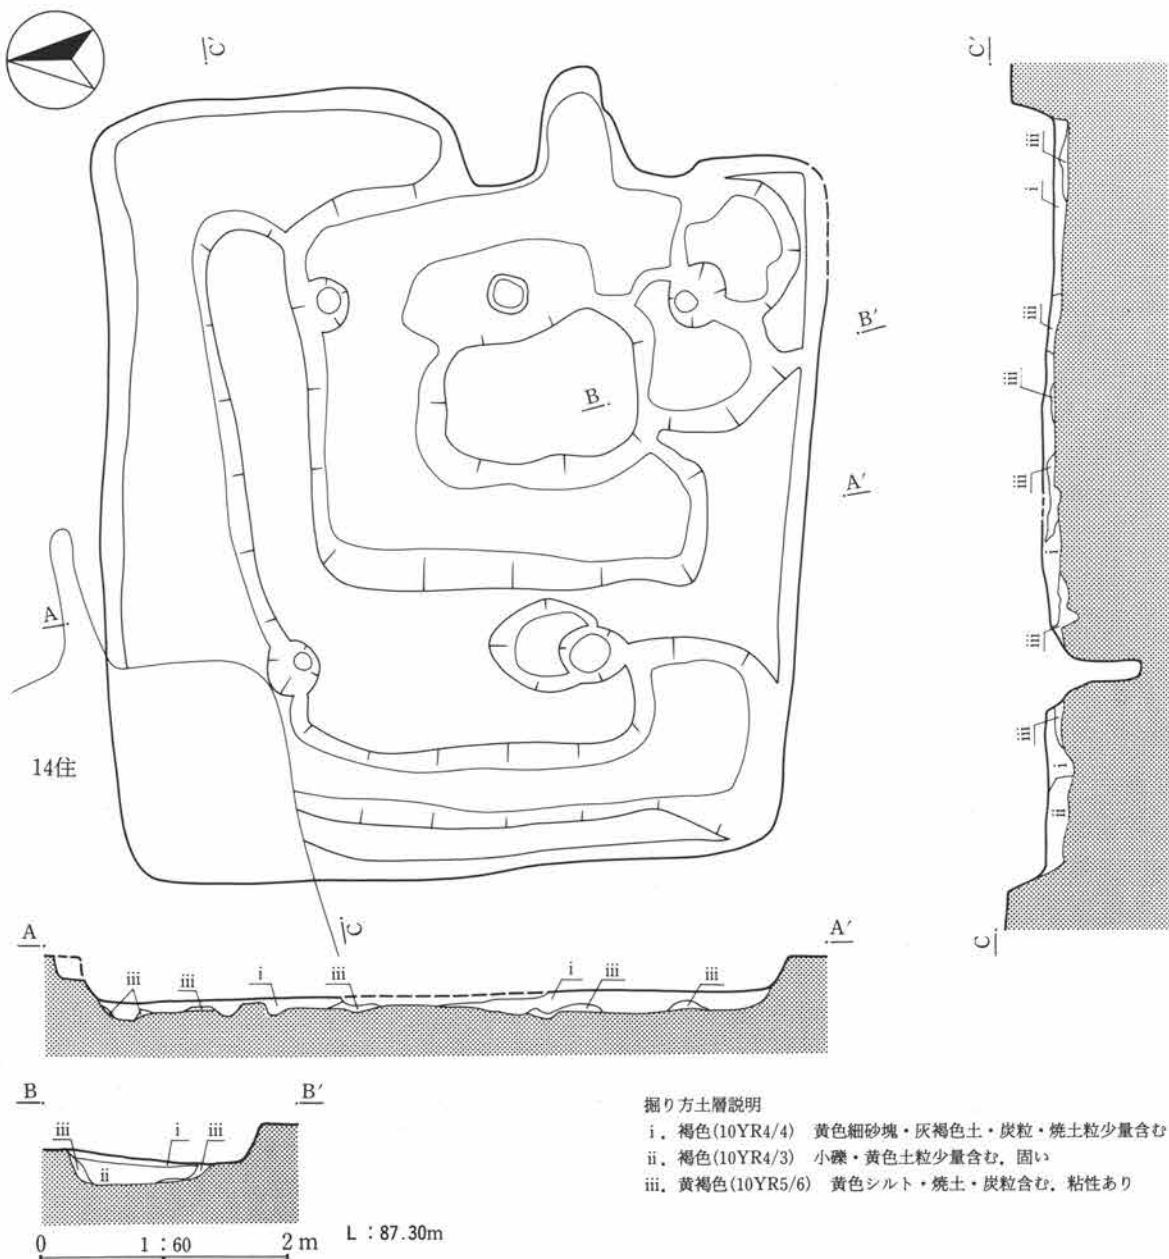 C′
C′
iii
i
iii
B′
iii
B
A′
iii
i
A
iii
iii
14住
i
ii
C
C
A
A′
iii
iii
i
iii
i
iii
iii
B
B′
iii
i
iii
ii
掘り方土層説明
i．褐色(10YR4/4) 黄色細砂塊・灰褐色土・炭粒・焼土粒少量含む
ii．褐色(10YR4/3) 小礫・黄色土粒少量含む．固い
iii．黄褐色(10YR5/6) 黄色シルト・焼土・炭粒含む．粘性あり
L：87.30m
0 1：60 2 m